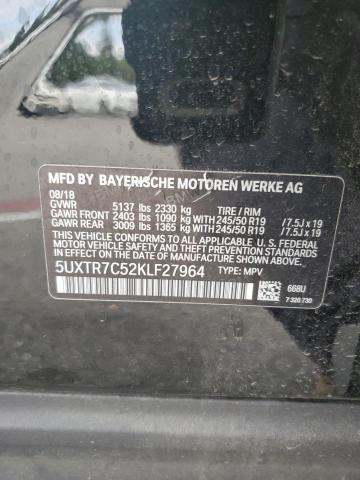 MFD BY BAYERISCHE MOTOREN WERKE AG
08/18
GVWR 5137 lbs 2330 kg TIRE / RIM
GAWR FRONT 2403 lbs 1090 kg WITH 245/50 R19 /7.5J x 19
GAWR REAR 3009 lbs 1365 kg WITH 245/50 R19 /7.5J x 19
THIS VEHICLE CONFORMS TO ALL APPLICABLE U.S. FEDERAL
MOTOR VEHICLE SAFETY, BUMPER, AND THEFT PREVENTION
STANDARDS IN EFFECT ON THE DATE OF MANUFACTURE SHOWN ABOVE.
5UXTR7C52KLF27964 TYPE: MPV
668U
7 320 730